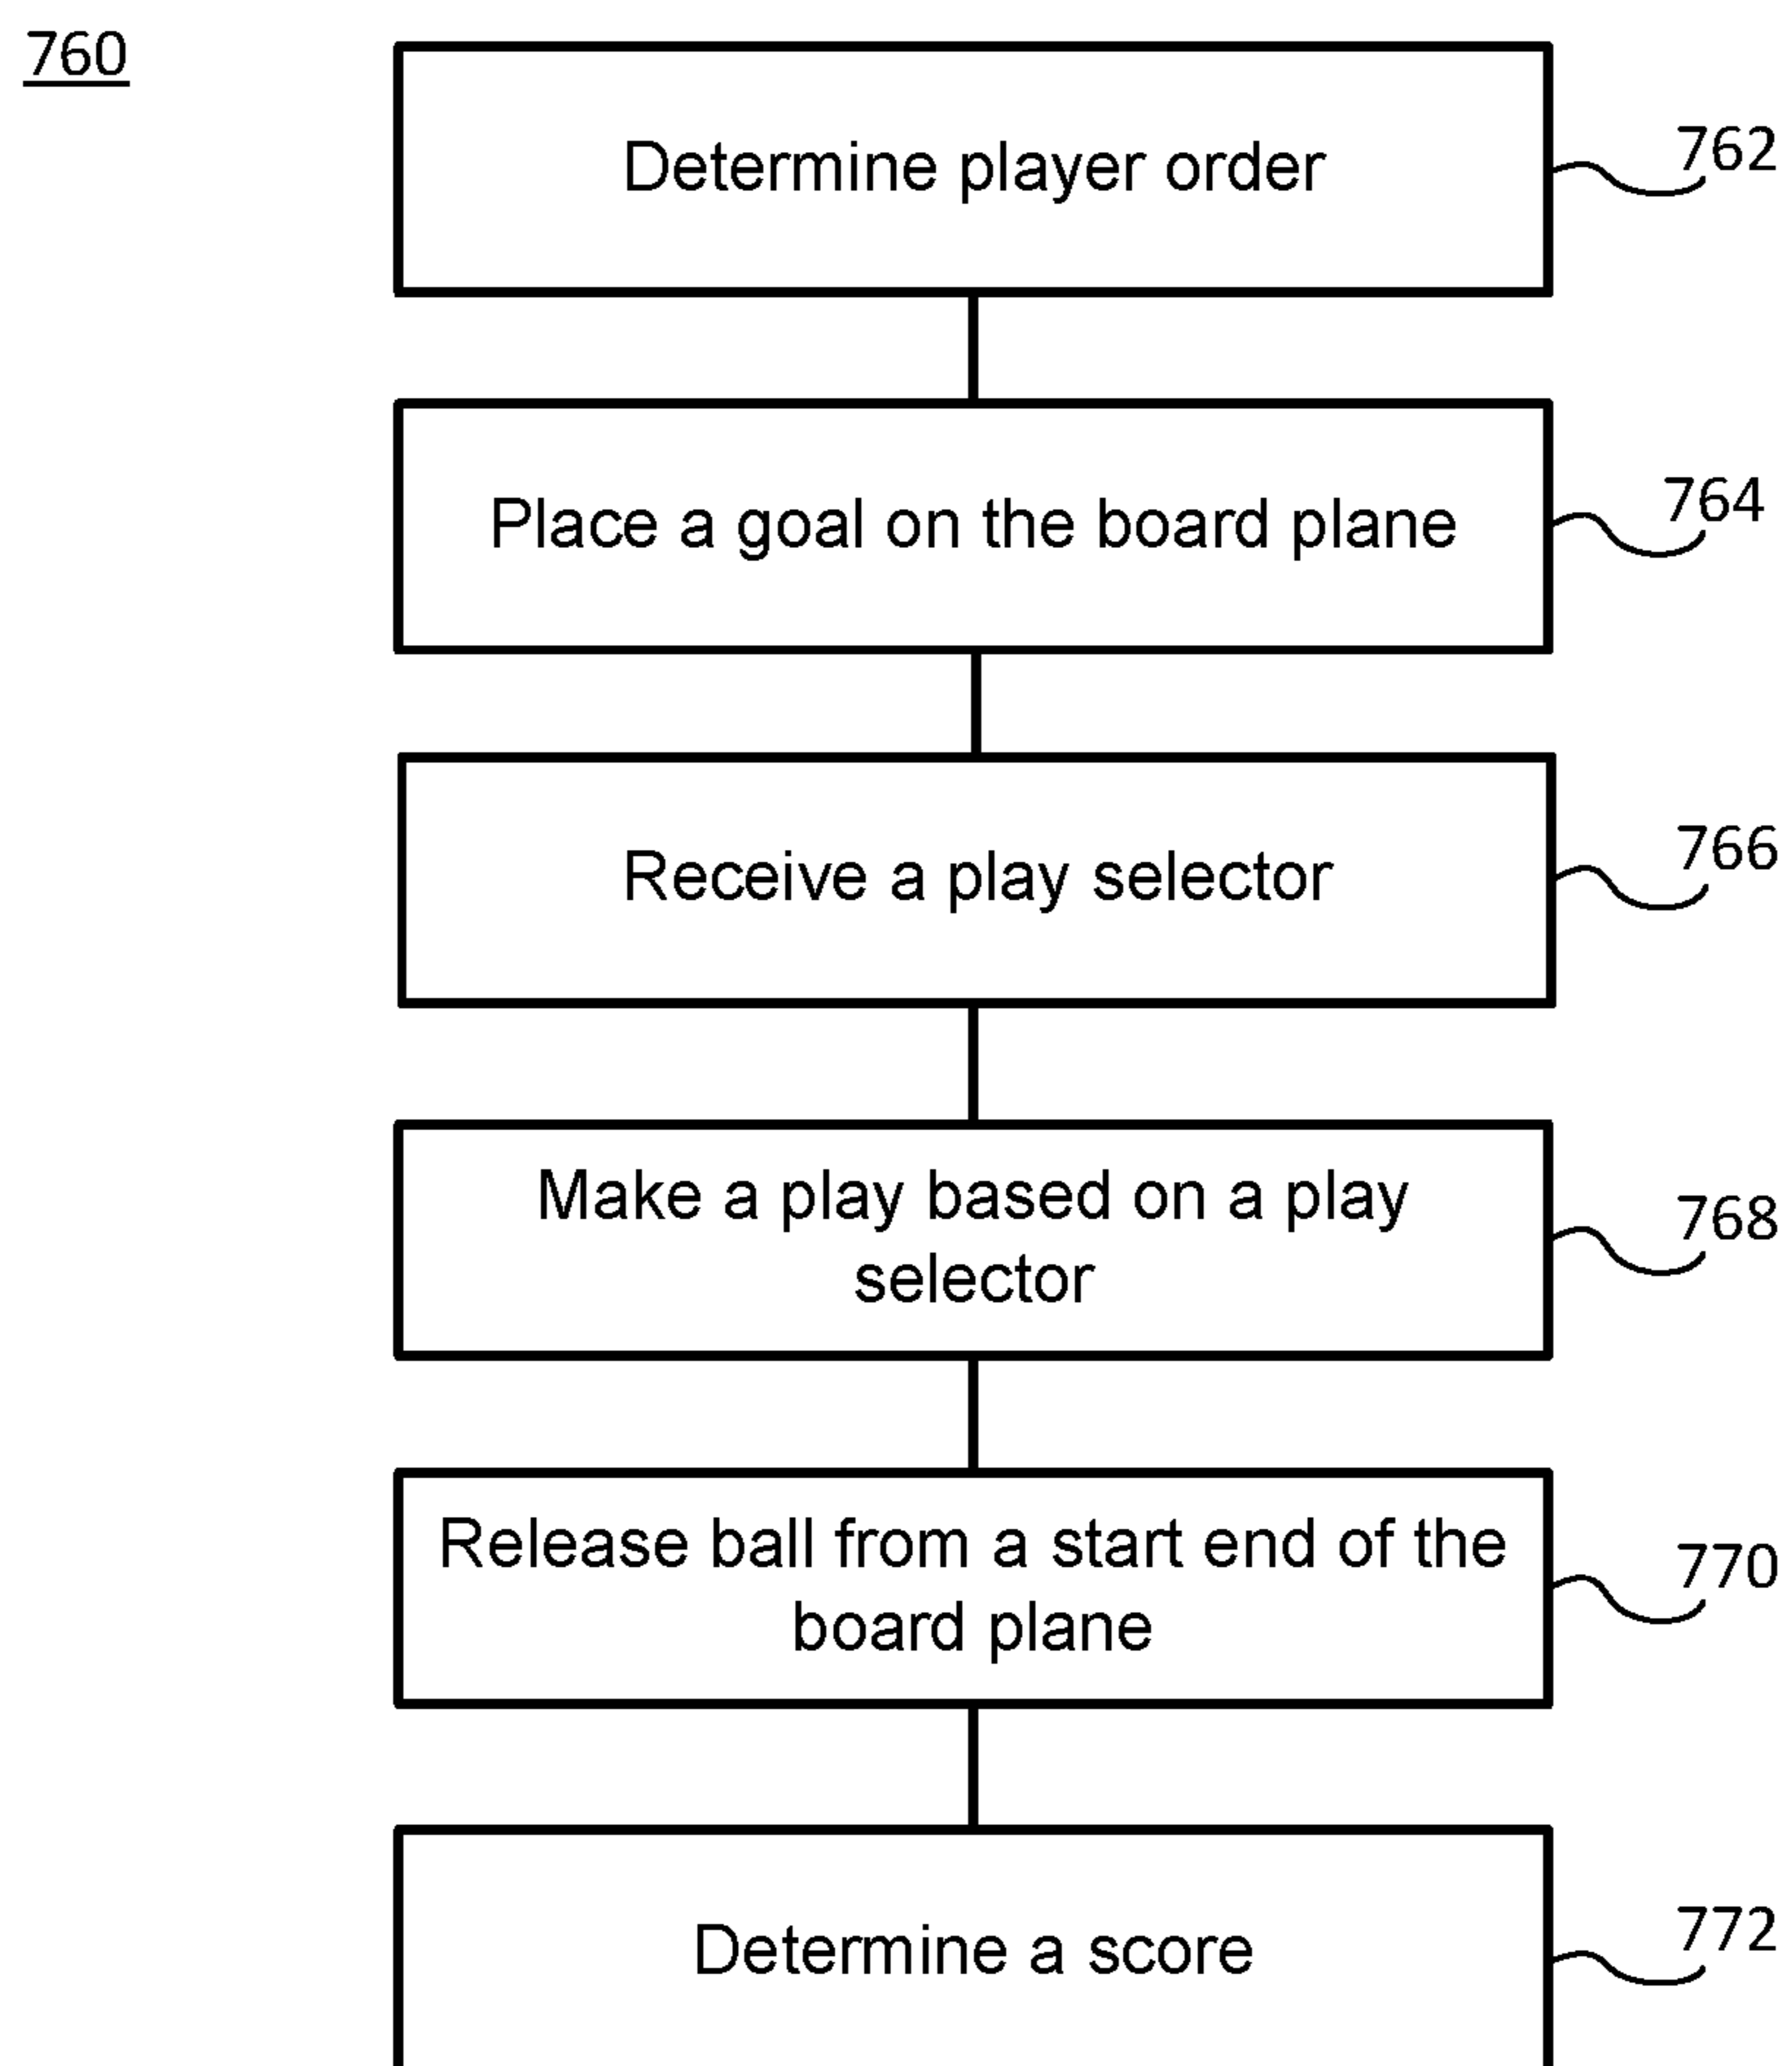 760
Determine player order
762
Place a goal on the board plane
764
Receive a play selector
766
Make a play based on a play
selector
768
Release ball from a start end of the
board plane
770
Determine a score
772